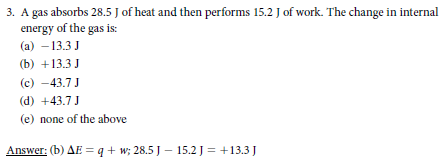 3. A gas absorbs 28.5 J of heat and then performs 15.2 J of work. The change in internal
energy of the gas is:
(a) −13.3 J
(b) +13.3 J
(c) −43.7 J
(d) +43.7 J
(e) none of the above
Answer: (b) ΔE = q + w; 28.5 J − 15.2 J = +13.3 J